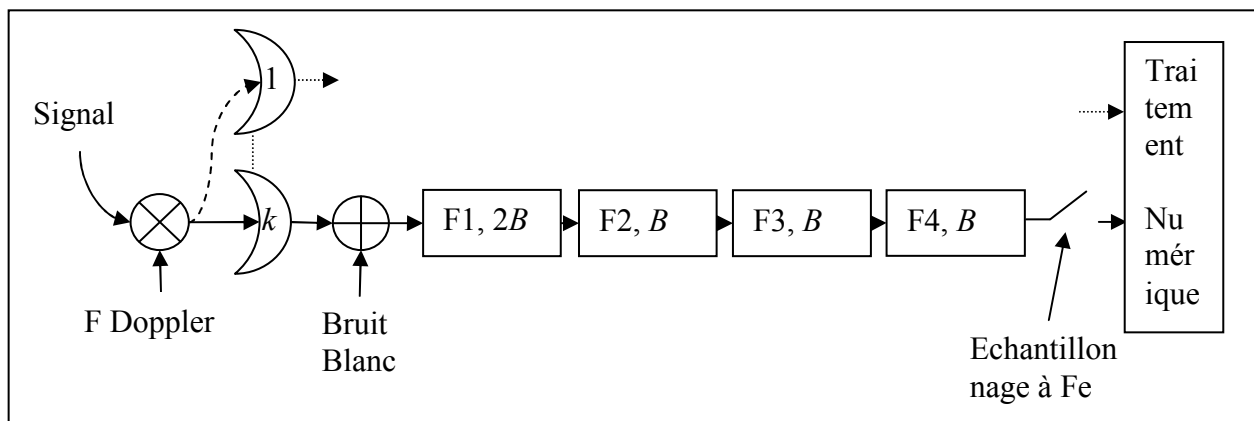 Signal
F Doppler
1
k
Bruit
Blanc
F1, 2B
F2, B
F3, B
F4, B
Echantillon
nage à Fe
Trai
tem
ent
Nu
mér
ique